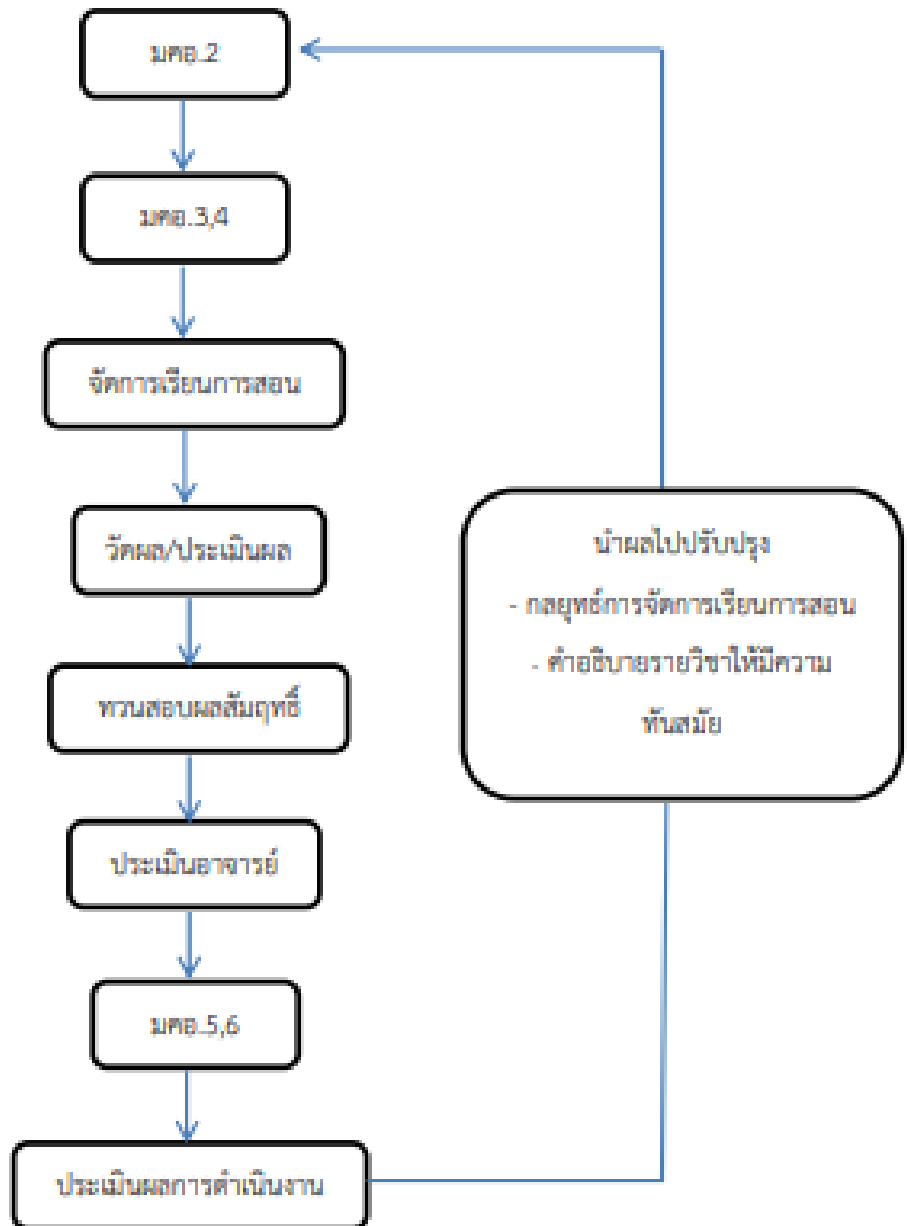 มคอ.2
มคอ.3,4
จัดการเรียนการสอน
วัดผล/ประเมินผล
ทวนสอบผลสัมฤทธิ์
ประเมินอาจารย์
มคอ.5,6
ประเมินผลการดำเนินงาน
นำผลไปปรับปรุง
- กลยุทธ์การจัดการเรียนการสอน
- คำอธิบายรายวิชาให้มีความ
ทันสมัย